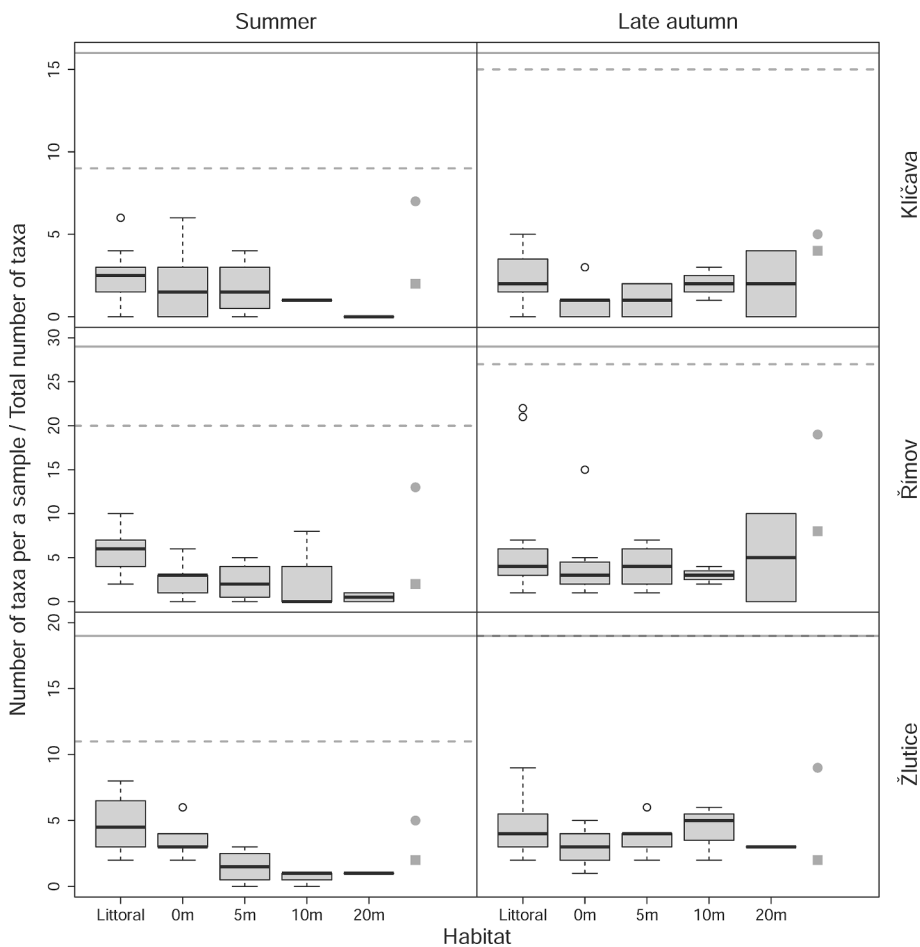 Summer Late autumn
Number of taxa per a sample / Total number of taxa
15
10
5
0
Klíčava
30
25
20
15
10
5
0
Římov
20
15
10
5
0
Žlutice
Littoral 0m 5m 10m 20m Littoral 0m 5m 10m 20m
Habitat